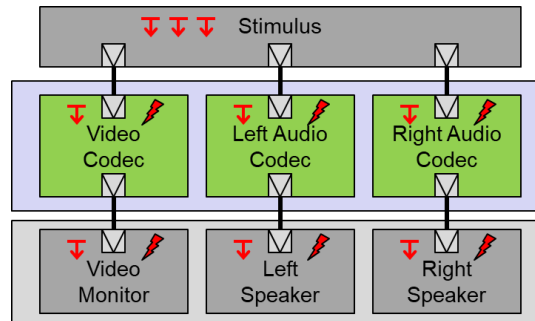 Stimulus
Video
Codec
Left Audio
Codec
Right Audio
Codec
Video
Monitor
Left
Speaker
Right
Speaker